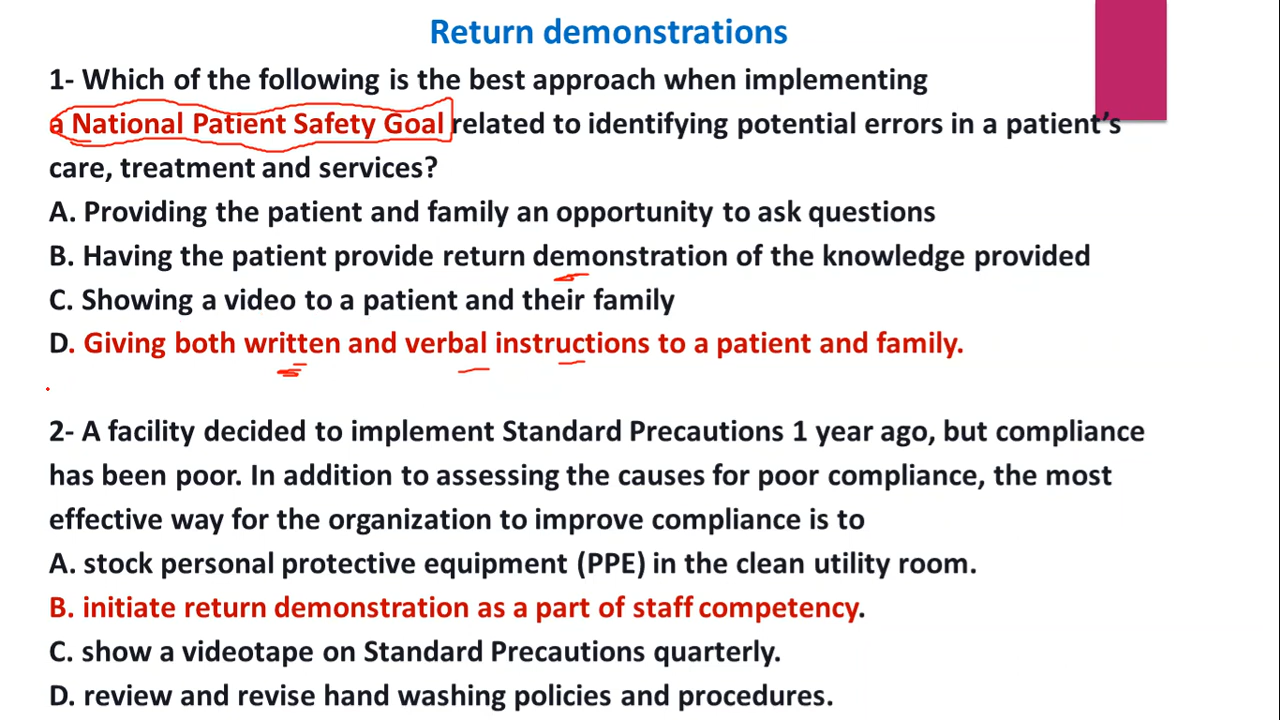 Return demonstrations
1- Which of the following is the best approach when implementing
a National Patient Safety Goal related to identifying potential errors in a patient's
care, treatment and services?
A. Providing the patient and family an opportunity to ask questions
B. Having the patient provide return demonstration of the knowledge provided
C. Showing a video to a patient and their family
D. Giving both written and verbal instructions to a patient and family.
2- A facility decided to implement Standard Precautions 1 year ago, but compliance
has been poor. In addition to assessing the causes for poor compliance, the most
effective way for the organization to improve compliance is to
A. stock personal protective equipment (PPE) in the clean utility room.
B. initiate return demonstration as a part of staff competency.
C. show a videotape on Standard Precautions quarterly.
D. review and revise hand washing policies and procedures.